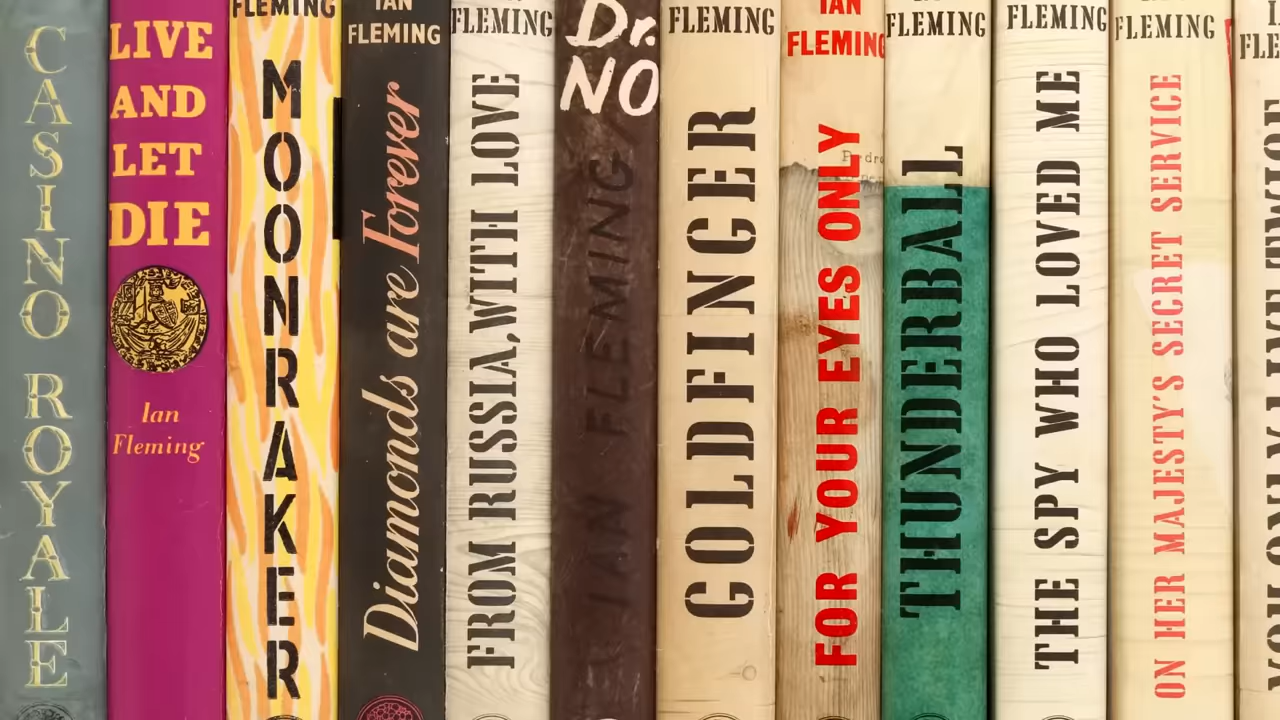 CASINO ROYALE
LIVE
AND
LET
DIE
Ian
Fleming
FLEMING
MOONRAKER
IAN
FLEMING
Diamonds are Forever
FLEMING
FROM RUSSIA, WITH LOVE
Dr.
NO
IAN FLEMING
FLEMING
GOLDFINGER
IAN
FLEMING
FOR YOUR EYES ONLY
FLEMING
THUNDERBALL
FLEMING
THE SPY WHO LOVED ME
FLEMING
ON HER MAJESTY'S SECRET SERVICE